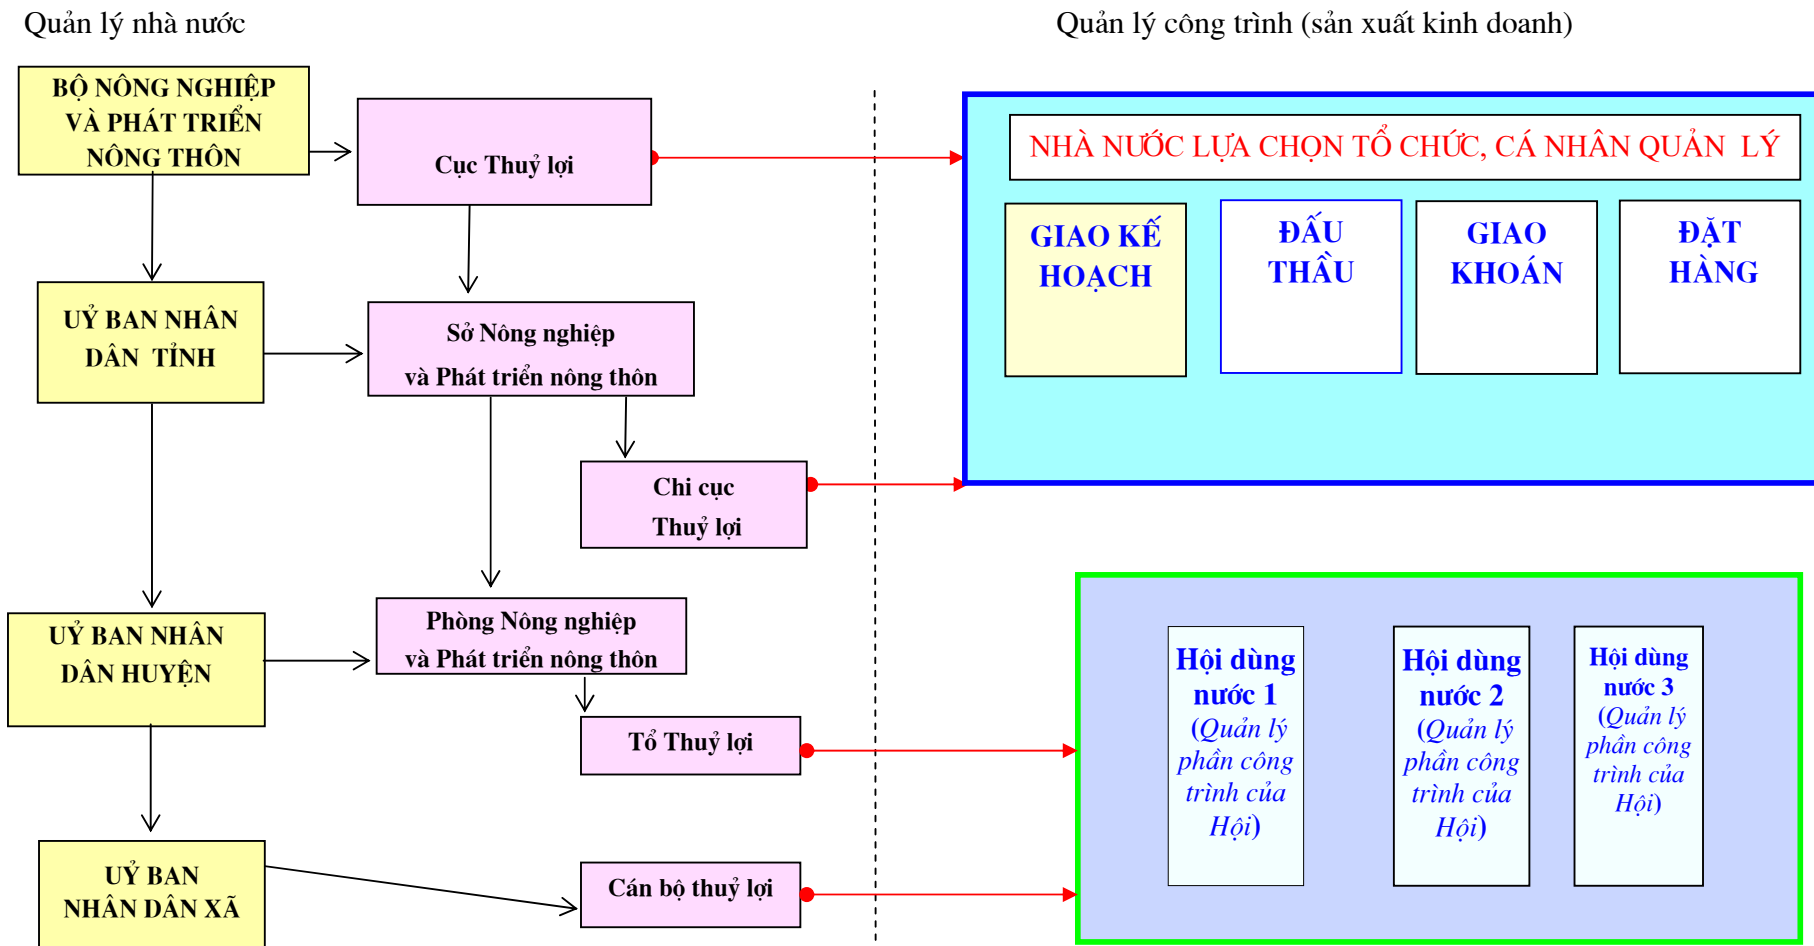 Quản lý nhà nước
Quản lý công trình (sản xuất kinh doanh)
BỘ NÔNG NGHIỆP
VÀ PHÁT TRIỂN
NÔNG THÔN
Cục Thuỷ lợi
NHÀ NƯỚC LỰA CHỌN TỔ CHỨC, CÁ NHÂN QUẢN LÝ
GIAO KẾ
HOẠCH
ĐẤU
THẦU
GIAO
KHOÁN
ĐẶT
HÀNG
UỶ BAN NHÂN
DÂN TỈNH
Sở Nông nghiệp
và Phát triển nông thôn
Chi cục
Thuỷ lợi
UỶ BAN NHÂN
DÂN HUYỆN
Phòng Nông nghiệp
và Phát triển nông thôn
Tổ Thuỷ lợi
Hội dùng
nước 1
(Quản lý
phần công
trình của
Hội)
Hội dùng
nước 2
(Quản lý
phần công
trình của
Hội)
Hội dùng
nước 3
(Quản lý
phần công
trình của
Hội)
UỶ BAN
NHÂN DÂN XÃ
Cán bộ thuỷ lợi